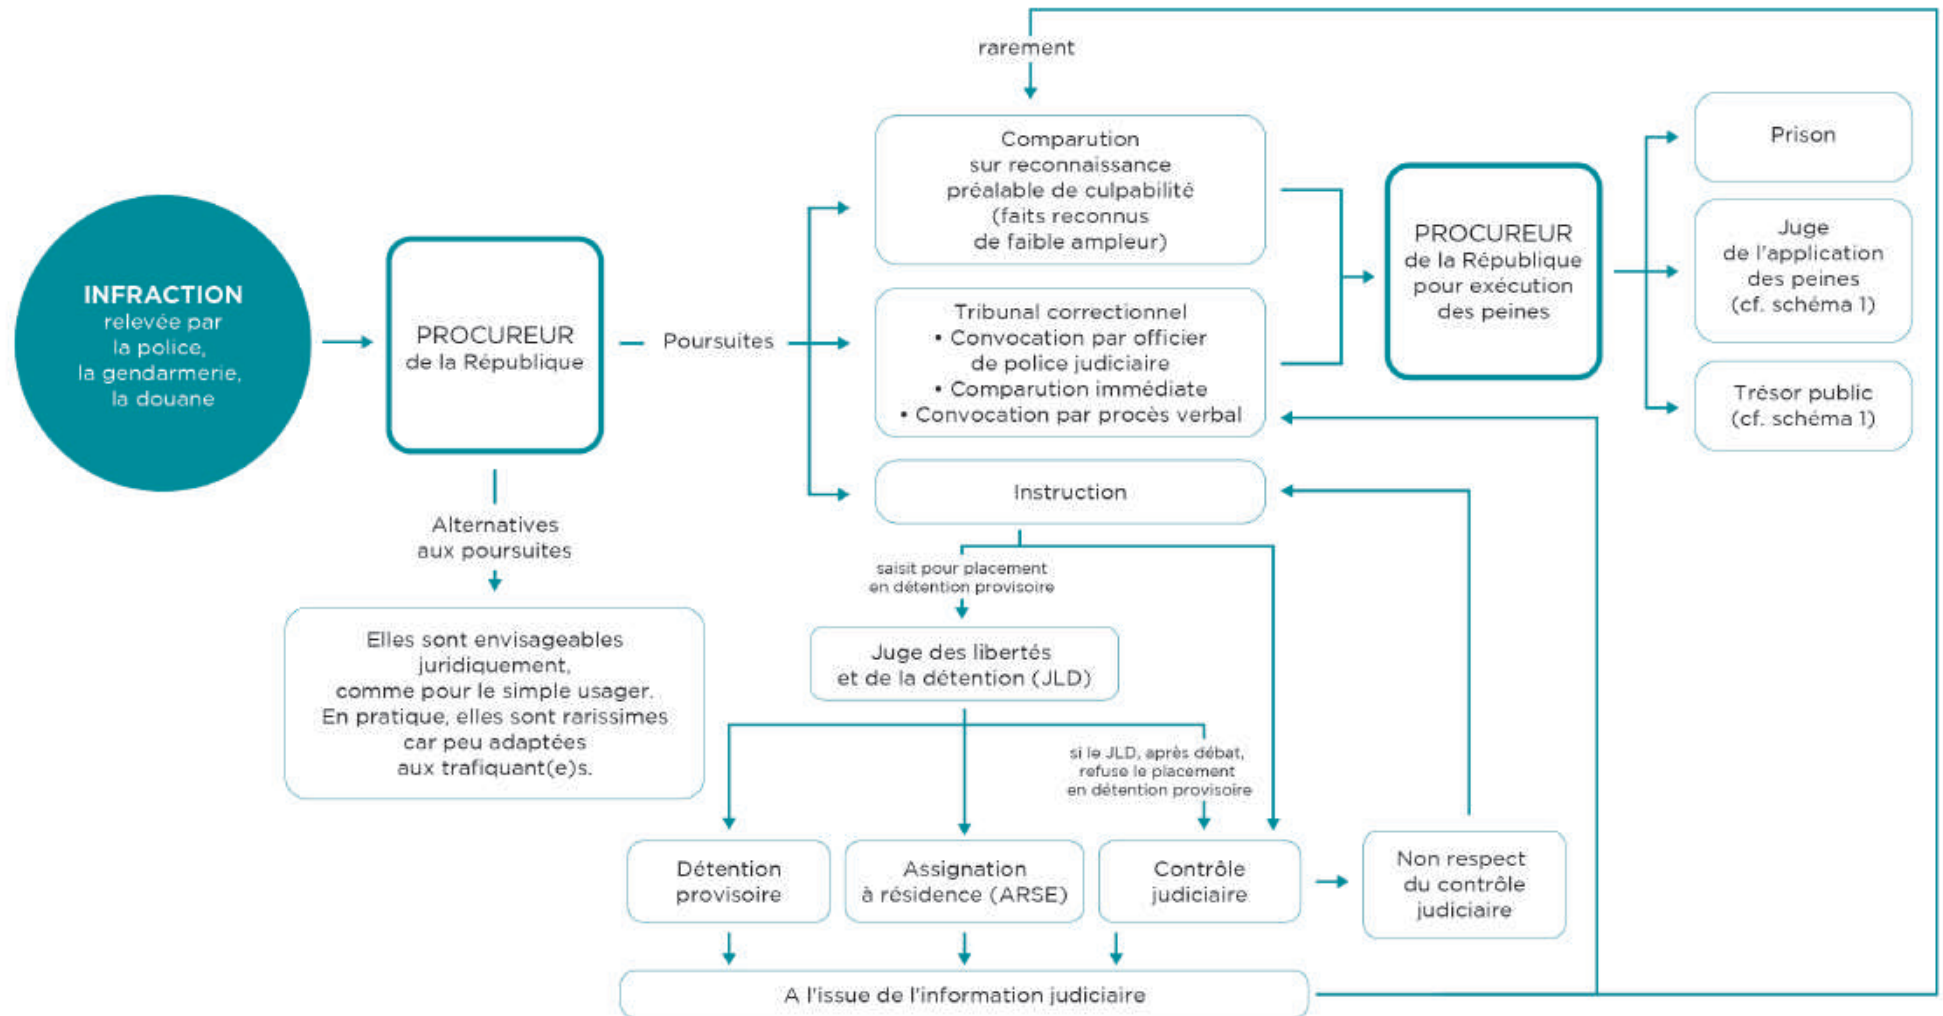 rarement
INFRACTION
relevée par
la police,
la gendarmerie,
la douane
PROCUREUR
de la République
Poursuites
Comparution
sur reconnaissance
préalable de culpabilité
(faits reconnus
de faible ampleur)
Tribunal correctionnel
• Convocation par officier
de police judiciaire
• Comparution immédiate
• Convocation par procès verbal
Instruction
PROCUREUR
de la République
pour exécution
des peines
Prison
Juge
de l'application
des peines
(cf. schéma 1)
Trésor public
(cf. schéma 1)
Alternatives
aux poursuites
Elles sont envisageables
juridiquement,
comme pour le simple usager.
En pratique, elles sont rarissimes
car peu adaptées
aux trafiquant(e)s.
saisit pour placement
en détention provisoire
Juge des libertés
et de la détention (JLD)
si le JLD, après débat,
refuse le placement
en détention provisoire
Détention
provisoire
Assignation
à résidence (ARSE)
Contrôle
judiciaire
Non respect
du contrôle
judiciaire
A l'issue de l'information judiciaire